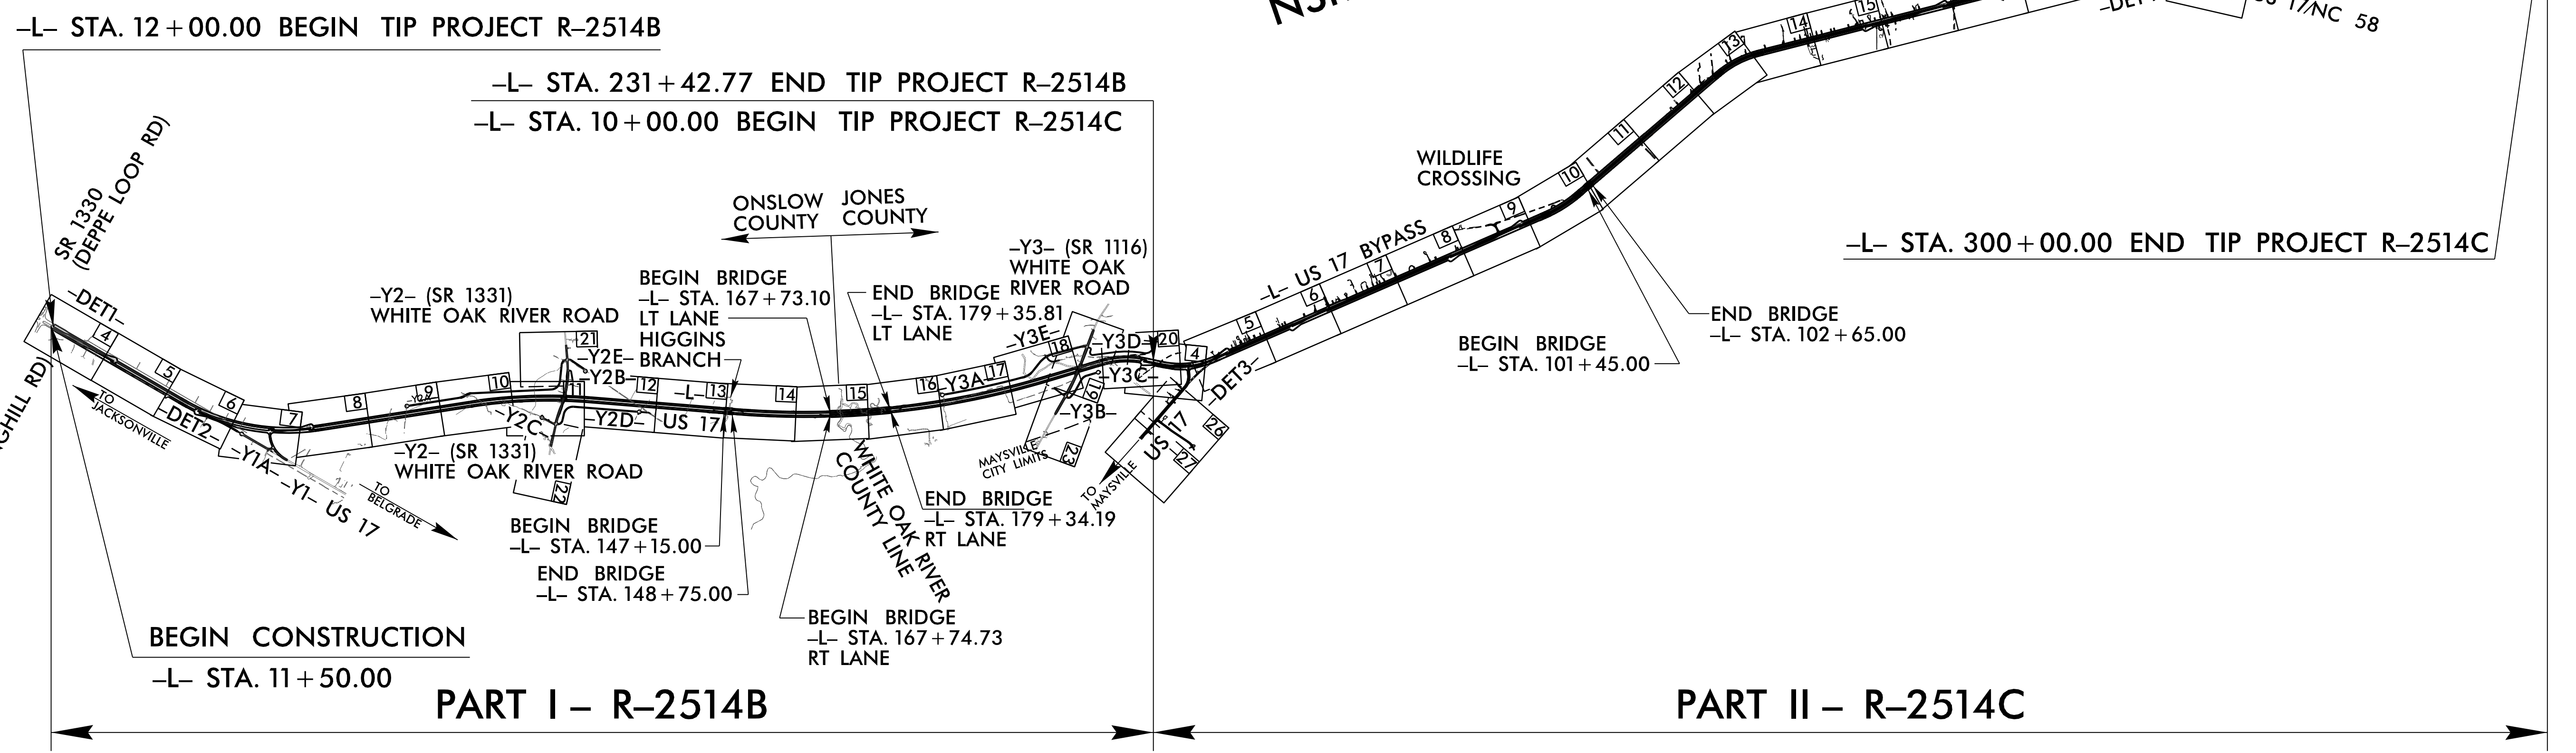 -L- STA. 12+00.00 BEGIN TIP PROJECT R-2514B
-L- STA. 231+42.77 END TIP PROJECT R-2514B
-L- STA. 10+00.00 BEGIN TIP PROJECT R-2514C
17/NC 58
13
14
15
12
11
10
9
8
7
6
5
4
WILDLIFE
CROSSING
-L- US 17 BYPASS
-L- STA. 300+00.00 END TIP PROJECT R-2514C
END BRIDGE
-L- STA. 102+65.00
BEGIN BRIDGE
-L- STA. 101+45.00
SR 1330
(DEPPE LOOP RD)
ONSLOW
COUNTY
JONES
COUNTY
-Y3- (SR 1116)
WHITE OAK
RIVER ROAD
BEGIN BRIDGE
-L- STA. 167+73.10
LT LANE
HIGGINS
BRANCH
END BRIDGE
-L- STA. 179+35.81
LT LANE
-Y2- (SR 1331)
WHITE OAK RIVER ROAD
-DET1-
4
5
6
7
8
9
10
11
12
13
14
15
16
17
18
19
20
21
22
23
26
27
-Y2E-
-Y2B-
-Y2C-
-Y2D-
-L-
US 17
-Y3A-
-Y3E-
-Y3D-
-Y3C-
-Y3B-
-DET3-
US 17
TO
MAYSVILLE
MAYSVILLE
CITY LIMITS
TO
JACKSONVILLE
-DET2-
-Y1A-
-Y1- US 17
TO
BELGRADE
-Y2- (SR 1331)
WHITE OAK RIVER ROAD
WHITE OAK RIVER
COUNTY LINE
BEGIN BRIDGE
-L- STA. 147+15.00
END BRIDGE
-L- STA. 148+75.00
END BRIDGE
-L- STA. 179+34.19
RT LANE
BEGIN BRIDGE
-L- STA. 167+74.73
RT LANE
BEGIN CONSTRUCTION
-L- STA. 11+50.00
PART I - R-2514B
PART II - R-2514C